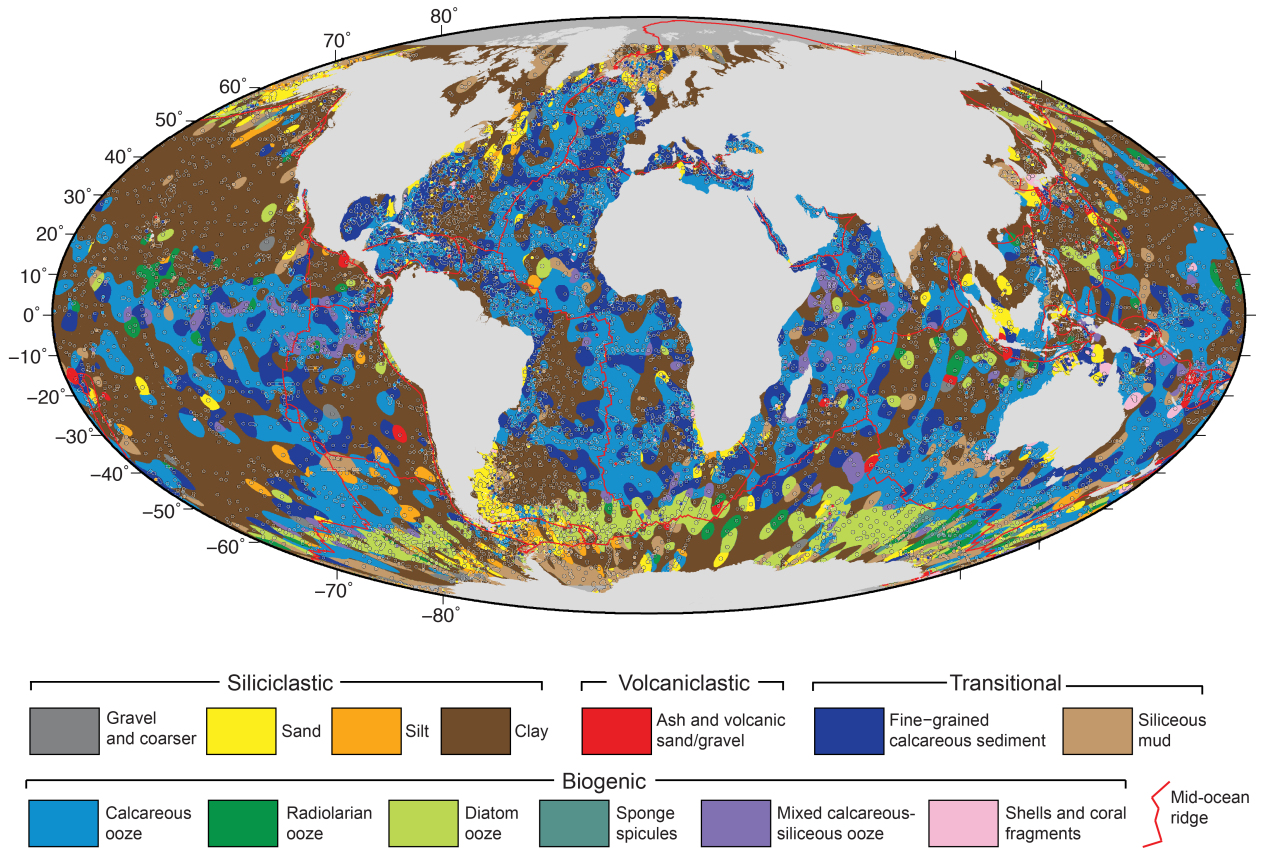 80°
70°
60°
50°
40°
30°
20°
10°
0°
−10°
−20°
−30°
−40°
−50°
−60°
−70°
−80°
Siliciclastic
Volcaniclastic
Transitional
Gravel
and coarser
Sand
Silt
Clay
Ash and volcanic
sand/gravel
Fine−grained
calcareous sediment
Siliceous
mud
Biogenic
Calcareous
ooze
Radiolarian
ooze
Diatom
ooze
Sponge
spicules
Mixed calcareous-
siliceous ooze
Shells and coral
fragments
Mid-ocean
ridge